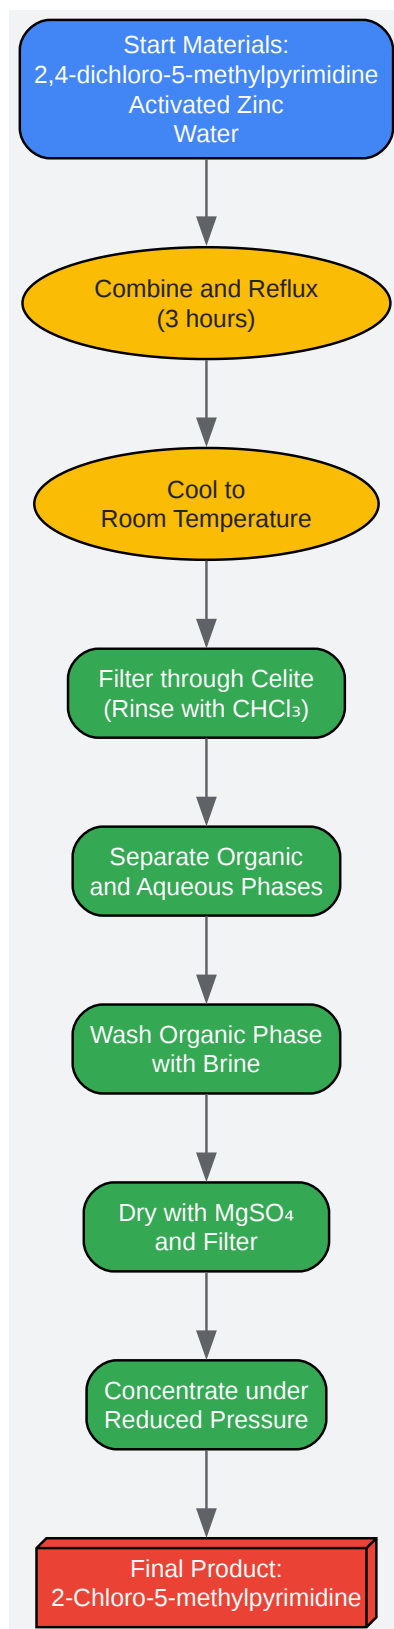 Start Materials:
2,4-dichloro-5-methylpyrimidine
Activated Zinc
Water
Combine and Reflux
(3 hours)
Cool to
Room Temperature
Filter through Celite
(Rinse with CHCl₃)
Separate Organic
and Aqueous Phases
Wash Organic Phase
with Brine
Dry with MgSO₄
and Filter
Concentrate under
Reduced Pressure
Final Product:
2-Chloro-5-methylpyrimidine